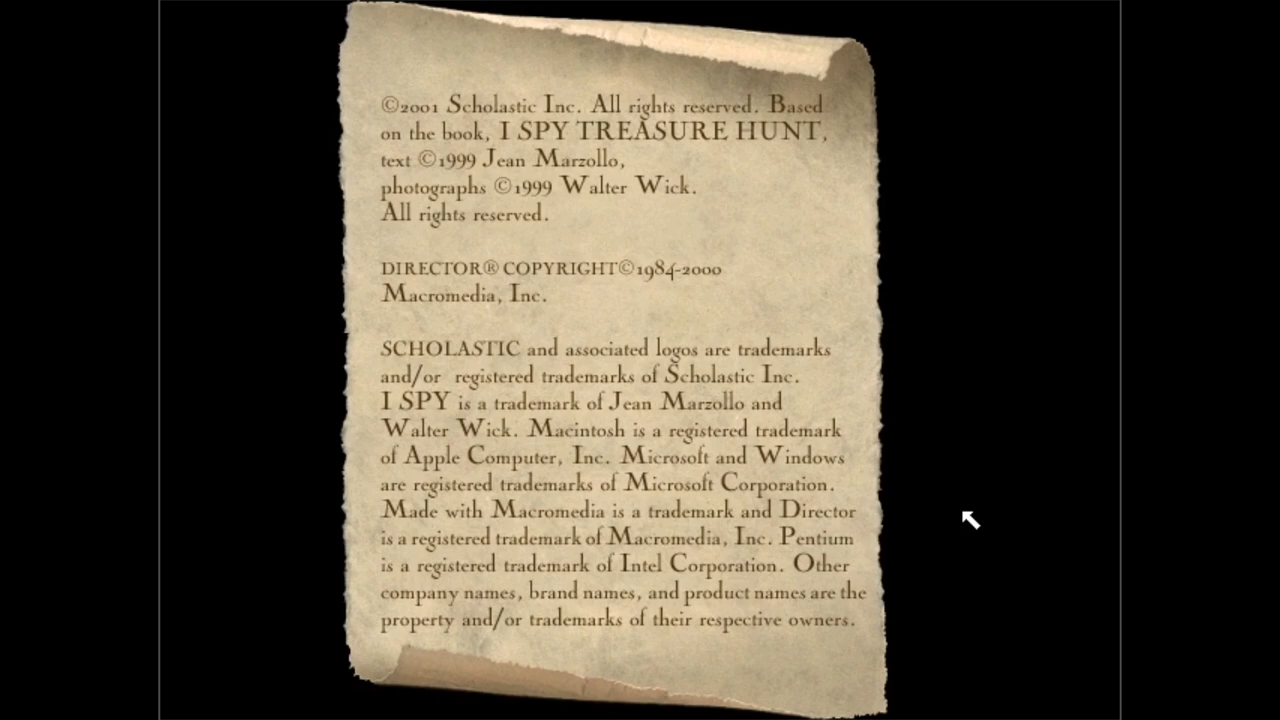 ©2001 Scholastic Inc. All rights reserved. Based
on the book, I SPY TREASURE HUNT,
text ©1999 Jean Marzollo,
photographs ©1999 Walter Wick.
All rights reserved.
DIRECTOR® COPYRIGHT©1984-2000
Macromedia, Inc.
SCHOLASTIC and associated logos are trademarks
and/or registered trademarks of Scholastic Inc.
I SPY is a trademark of Jean Marzollo and
Walter Wick. Macintosh is a registered trademark
of Apple Computer, Inc. Microsoft and Windows
are registered trademarks of Microsoft Corporation.
Made with Macromedia is a trademark and Director
is a registered trademark of Macromedia, Inc. Pentium
is a registered trademark of Intel Corporation. Other
company names, brand names, and product names are the
property and/or trademarks of their respective owners.